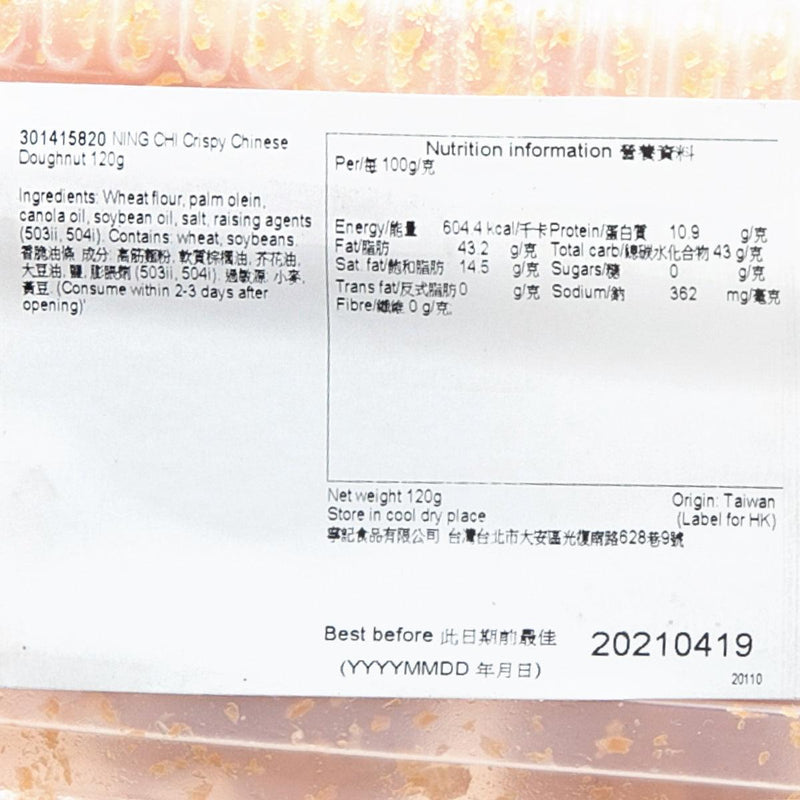 301415820 NING CHI Crispy Chinese
Doughnut 120g
Ingredients: Wheat flour, palm olein,
canola oil, soybean oil, salt, raising agents
(503ii, 504i). Contains: wheat, soybeans.
香脆油條 成分: 高筋麵粉, 軟質棕櫚油, 芥花油,
大豆油, 鹽, 膨脹劑 (503ii, 504i). 過敏源: 小麥,
黃豆. (Consume within 2-3 days after
opening)'
Nutrition information 營養資料
Per/每 100g/克
Energy/能量 604.4 kcal/千卡 Protein/蛋白質 10.9 g/克
Fat/脂肪 43.2 g/克 Total carb/總碳水化合物 43 g/克
Sat. fat/飽和脂肪 14.5 g/克 Sugars/糖 0 g/克
Trans fat/反式脂肪 0 g/克 Sodium/鈉 362 mg/毫克
Fibre/纖維 0 g/克
Net weight 120g
Origin: Taiwan
Store in cool dry place
(Label for HK)
寧記食品有限公司 台灣台北市大安區光復南路628巷9號
Best before 此日期前最佳 20210419
(YYYYMMDD 年月日)
20110